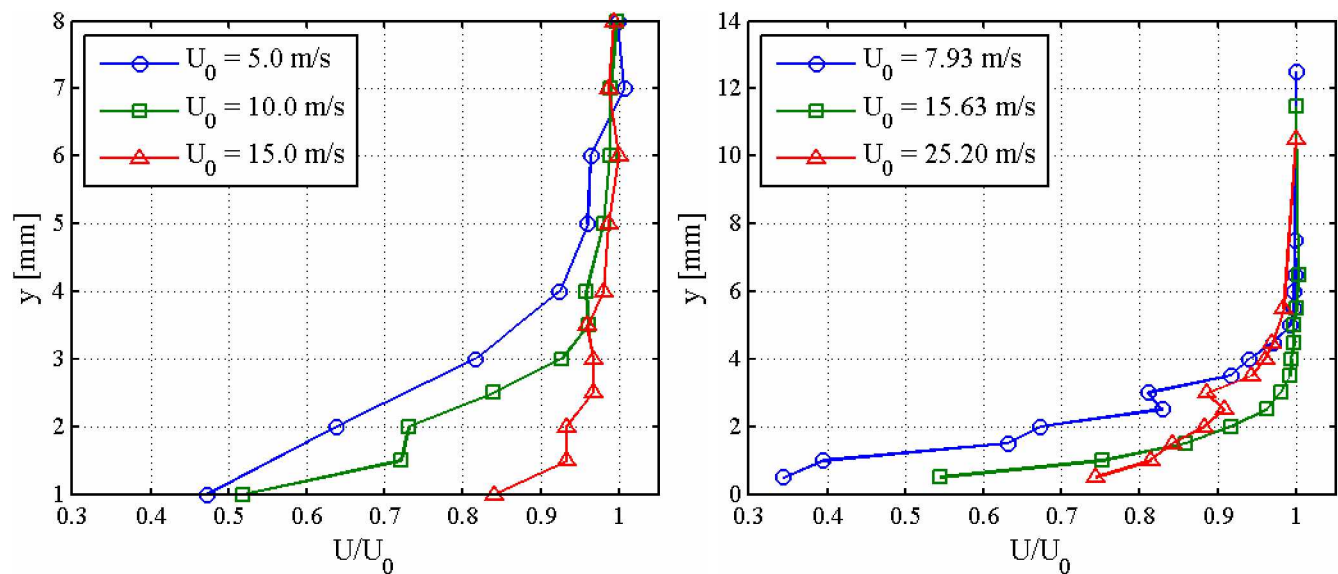 8
7
6
5
4
3
2
1
y [mm]
U₀ = 5.0 m/s
U₀ = 10.0 m/s
U₀ = 15.0 m/s
0.3 0.4 0.5 0.6 0.7 0.8 0.9 1
U/U₀
14
12
10
8
6
4
2
0
y [mm]
U₀ = 7.93 m/s
U₀ = 15.63 m/s
U₀ = 25.20 m/s
0.3 0.4 0.5 0.6 0.7 0.8 0.9 1
U/U₀